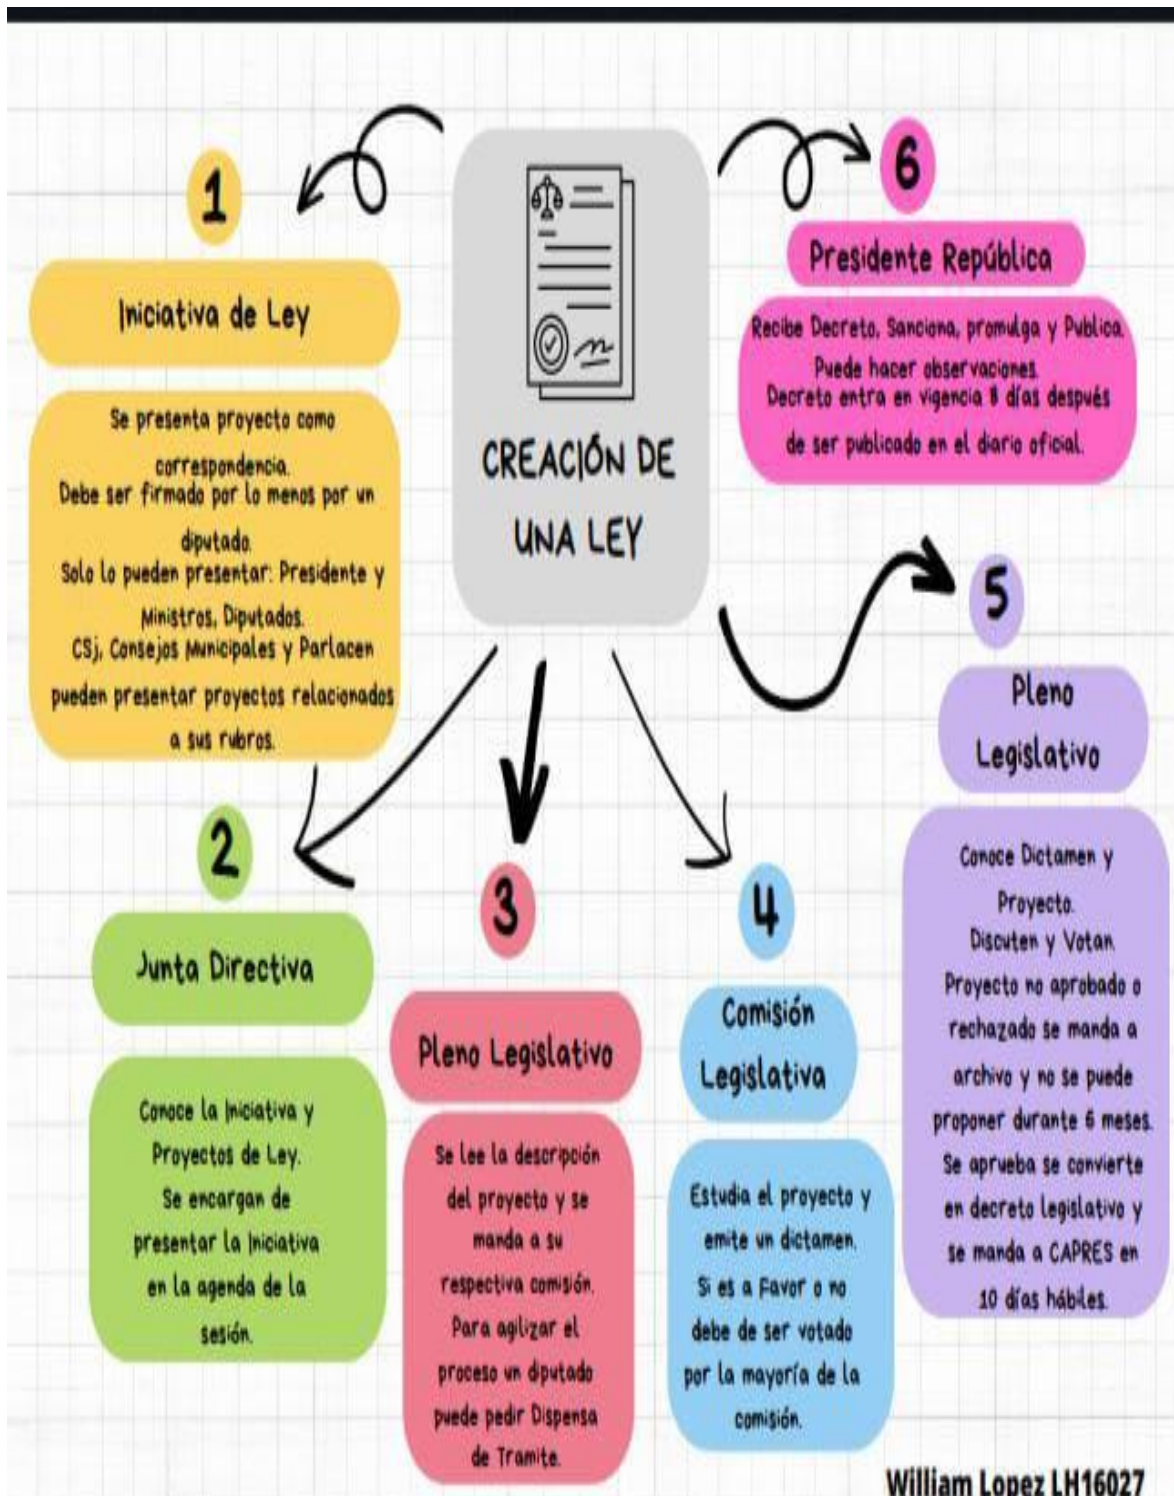 CREACIÓN DE
UNA LEY
1
Iniciativa de Ley
Se presenta proyecto como
correspondencia.
Debe ser firmado por lo menos por un
diputado.
Solo lo pueden presentar: Presidente y
Ministros, Diputados.
CSj, Consejos Municipales y Parlacen
pueden presentar proyectos relacionados
a sus rubros.
2
Junta Directiva
Conoce la Iniciativa y
Proyectos de Ley.
Se encargan de
presentar la Iniciativa
en la agenda de la
sesión.
3
Pleno Legislativo
Se lee la descripción
del proyecto y se
manda a su
respectiva comisión.
Para agilizar el
proceso un diputado
puede pedir Dispensa
de Tramite.
4
Comisión
Legislativa
Estudia el proyecto y
emite un dictamen.
Si es a Favor o no
debe de ser votado
por la mayoría de la
comisión.
5
Pleno
Legislativo
Conoce Dictamen y
Proyecto.
Discuten y Votan.
Proyecto no aprobado o
rechazado se manda a
archivo y no se puede
proponer durante 6 meses.
Se aprueba se convierte
en decreto legislativo y
se manda a CAPRES en
10 días hábiles.
6
Presidente República
Recibe Decreto, Sanciona, promulga y Publica.
Puede hacer observaciones.
Decreto entra en vigencia 8 días después
de ser publicado en el diario oficial.
William Lopez LH16027